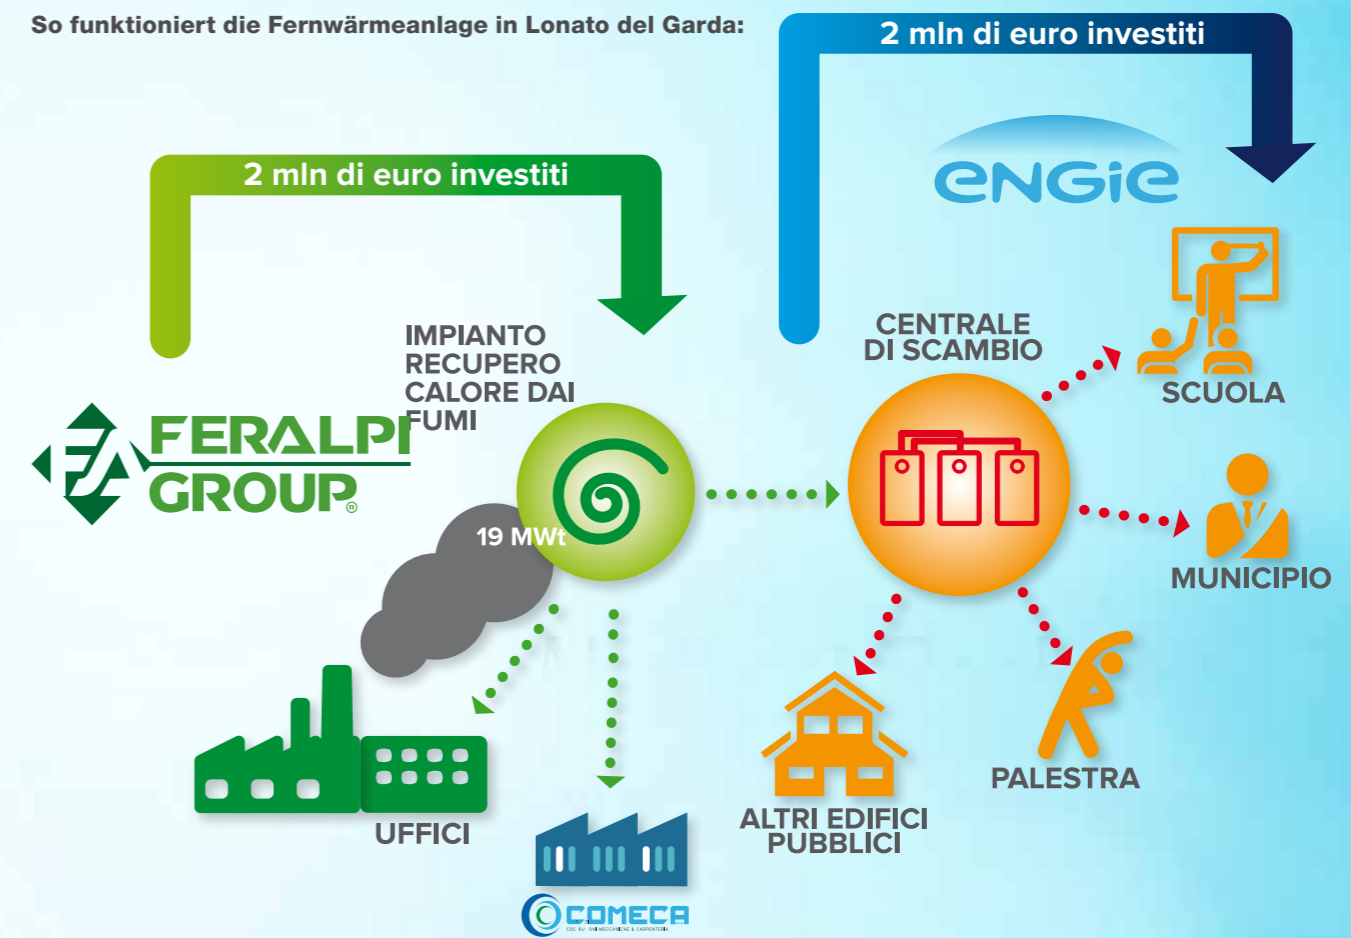 So funktioniert die Fernwärmeanlage in Lonato del Garda:
2 mln di euro investiti
2 mln di euro investiti
ENGIE
IMPIANTO
RECUPERO
CALORE DAI
FUMI
FERALPI
GROUP®
CENTRALE
DI SCAMBIO
SCUOLA
19 MWt
MUNICIPIO
PALESTRA
UFFICI
ALTRI EDIFICI
PUBBLICI
COMECA
MECCANICHE & CARPENTERIA